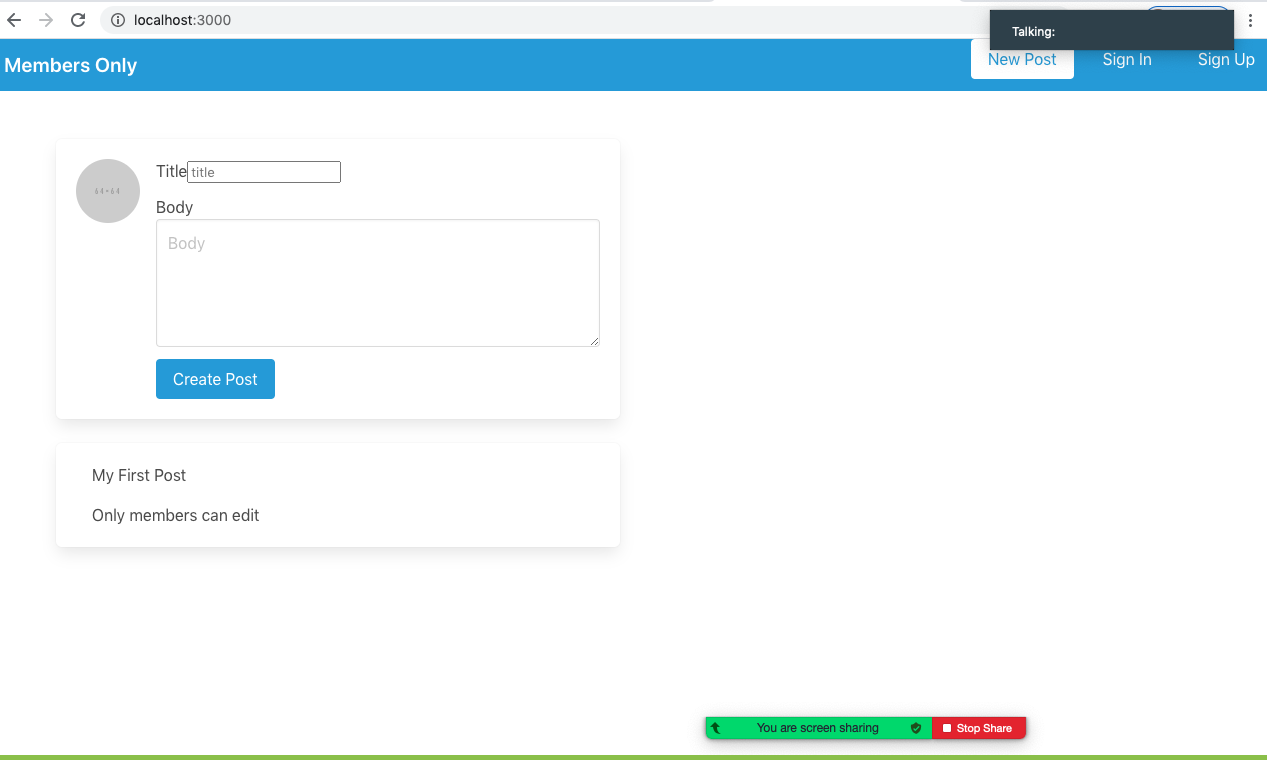 localhost:3000
Talking:
Members Only
New Post
Sign In
Sign Up
64×64
Title
title
Body
Body
Create Post
My First Post
Only members can edit
You are screen sharing
Stop Share